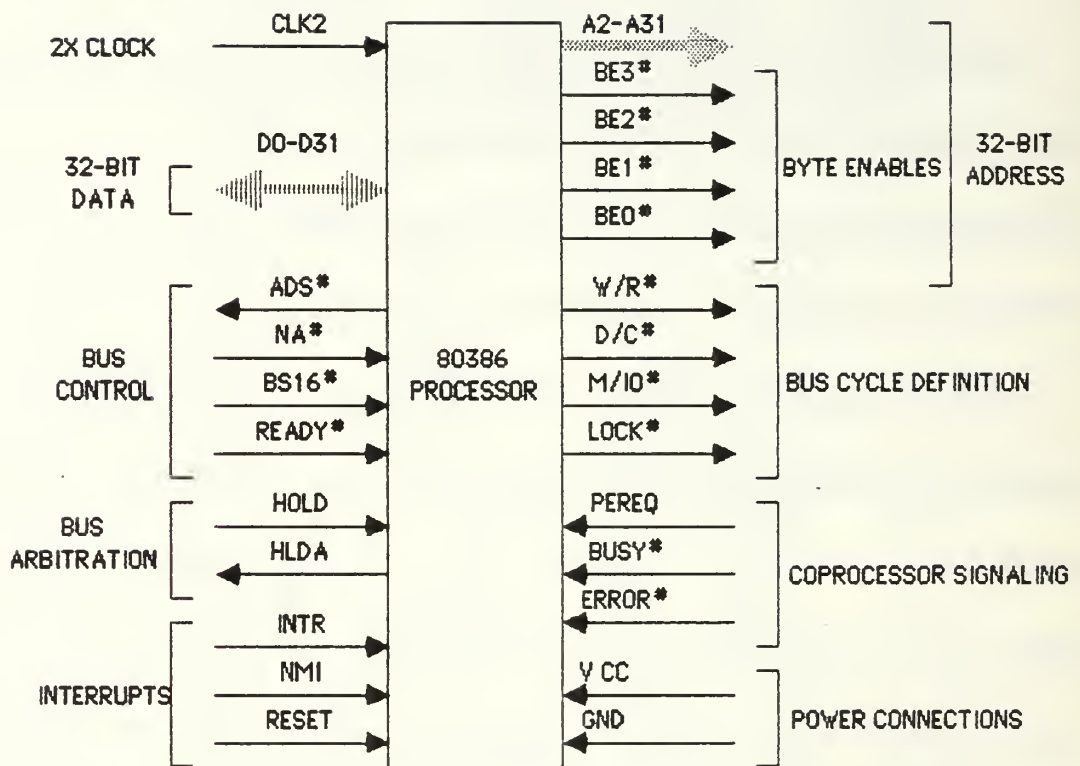 2X CLOCK
CLK2
32-BIT
DATA
D0-D31
BUS
CONTROL
ADS*
NA*
BS16*
READY*
BUS
ARBITRATION
HOLD
HLDA
INTERRUPTS
INTR
NMI
RESET
80386
PROCESSOR
A2-A31
BE3*
BE2*
BE1*
BE0*
BYTE ENABLES
32-BIT
ADDRESS
W/R*
D/C*
M/IO*
LOCK*
BUS CYCLE DEFINITION
PEREQ
BUSY*
ERROR*
COPROCESSOR SIGNALING
V CC
GND
POWER CONNECTIONS